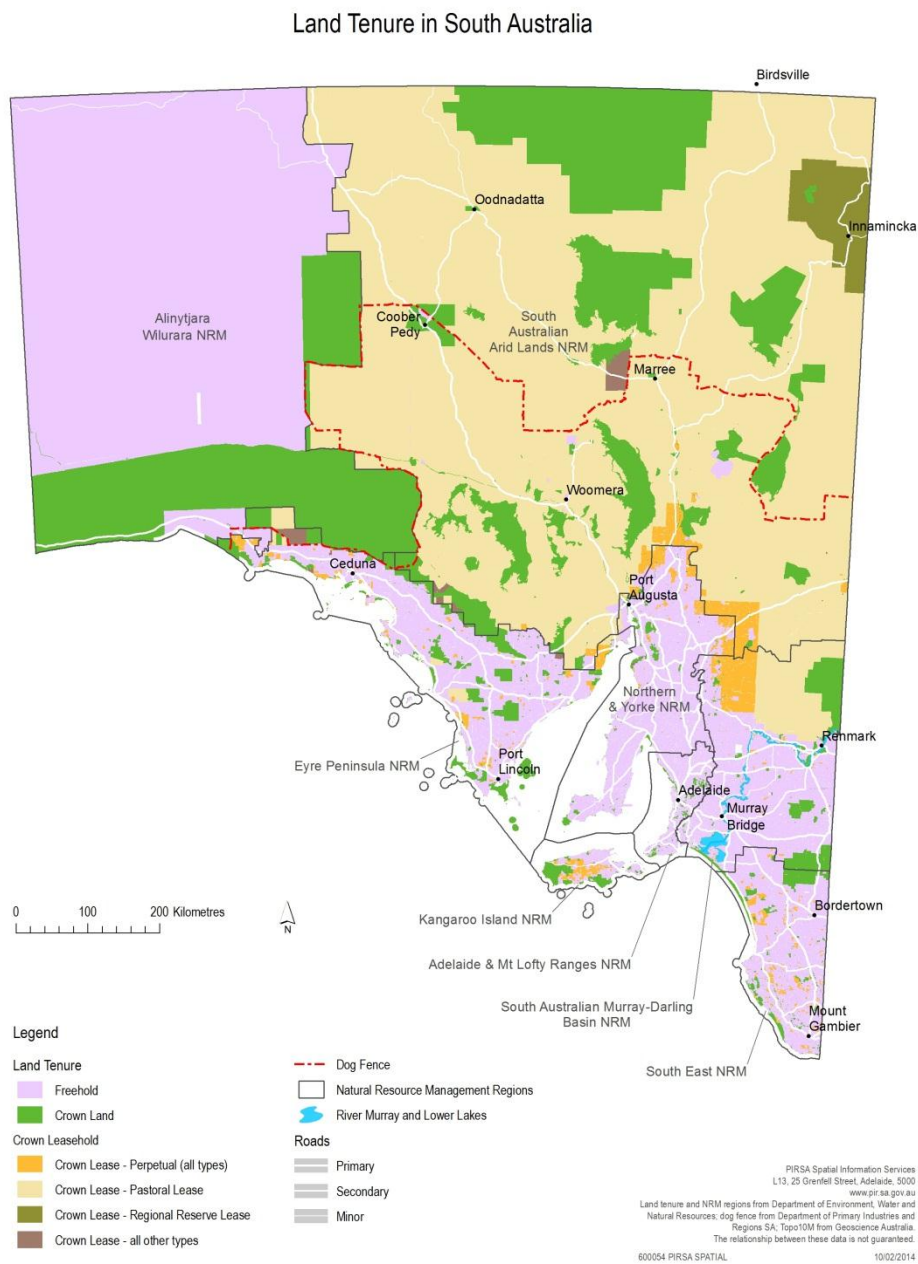 Land Tenure in South Australia
Birdsville
Oodnadatta
Innamincka
Alinytjara
Wilurara NRM
Coober
Pedy
South
Australian
Arid Lands NRM
Marree
Woomera
Ceduna
Port
Augusta
Northern
& Yorke NRM
Renmark
Eyre Peninsula NRM
Port
Lincoln
Adelaide
Murray
Bridge
0 100 200 Kilometres
N
Kangaroo Island NRM
Bordertown
Adelaide & Mt Lofty Ranges NRM
South Australian Murray-Darling
Basin NRM
Mount
Gambier
South East NRM
Legend
Land Tenure
Freehold
Crown Land
Crown Leasehold
Crown Lease - Perpetual (all types)
Crown Lease - Pastoral Lease
Crown Lease - Regional Reserve Lease
Crown Lease - all other types
Dog Fence
Natural Resource Management Regions
River Murray and Lower Lakes
Roads
Primary
Secondary
Minor
PIRSA Spatial Information Services
L13, 25 Grenfell Street, Adelaide, 5000
www.pir.sa.gov.au
Land tenure and NRM regions from Department of Environment, Water and
Natural Resources; dog fence from Department of Primary Industries and
Regions SA; Topo10M from Geoscience Australia.
The relationship between these data is not guaranteed.
600054 PIRSA SPATIAL 10/02/2014